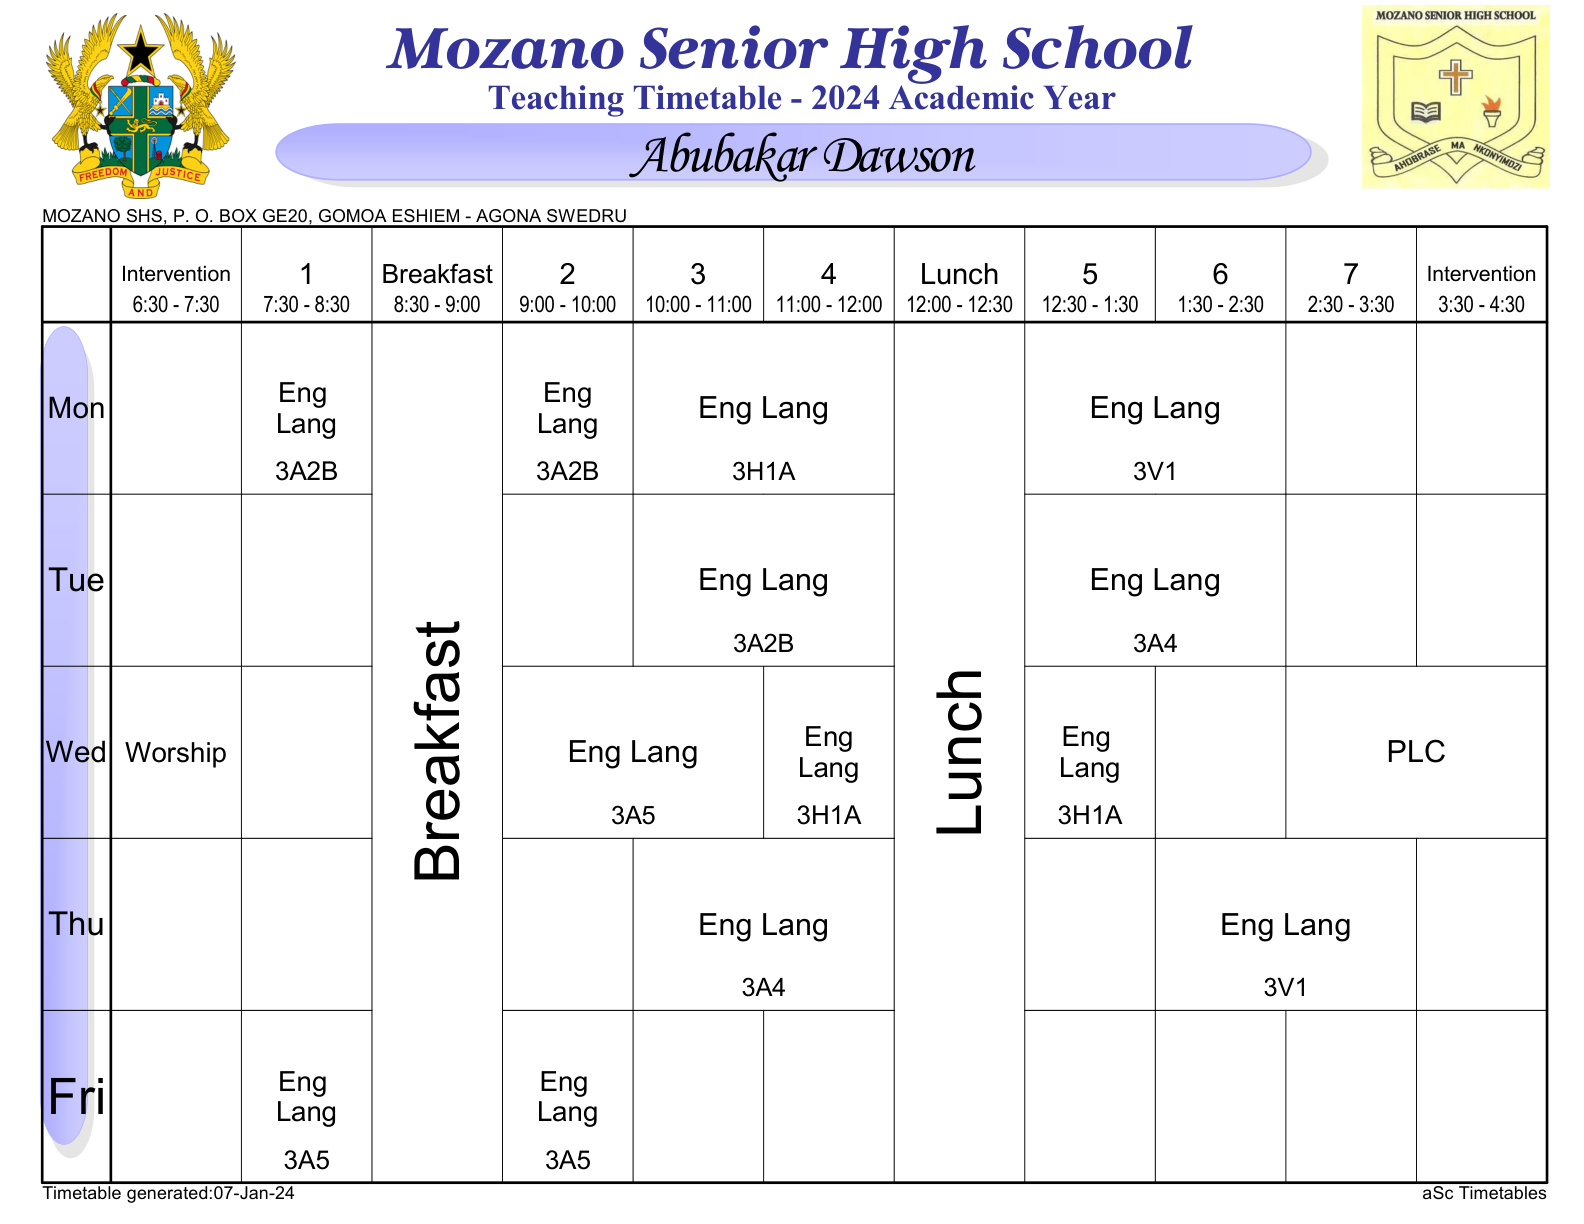 Mozano Senior High School
Teaching Timetable - 2024 Academic Year
Abubakar Dawson
FREEDOM AND JUSTICE
MOZANO SENIOR HIGH SCHOOL
AHOBRASE MA NKONYIMDZI
MOZANO SHS, P. O. BOX GE20, GOMOA ESHIEM - AGONA SWEDRU
Intervention 1 Breakfast 2 3 4 Lunch 5 6 7 Intervention
6:30 - 7:30 7:30 - 8:30 8:30 - 9:00 9:00 - 10:00 10:00 - 11:00 11:00 - 12:00 12:00 - 12:30 12:30 - 1:30 1:30 - 2:30 2:30 - 3:30 3:30 - 4:30
Breakfast
Lunch
Mon
Eng
Lang
3A2B
Eng
Lang
3A2B
Eng Lang
3H1A
Eng Lang
3V1
Tue
Eng Lang
3A2B
Eng Lang
3A4
Wed
Worship
Eng Lang
3A5
Eng
Lang
3H1A
Eng
Lang
3H1A
PLC
Thu
Eng Lang
3A4
Eng Lang
3V1
Fri
Eng
Lang
3A5
Eng
Lang
3A5
Timetable generated:07-Jan-24
aSc Timetables